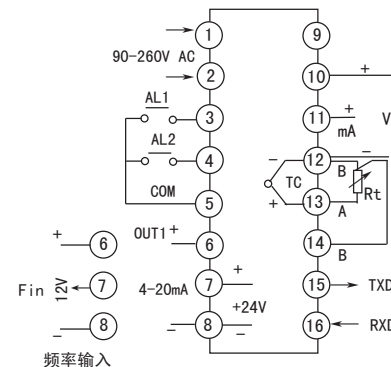 1 9
90-260V AC
2 10 +
AL1
3 11 + mA V
AL2
4 12 − B − Rt
TC
COM 5 + 13 A
+ 6 OUT1 + 6 14 B
Fin 12V 7 4-20mA 7 + 15 TXD
+24V
− 8 − 8 − 16 RXD
频率输入